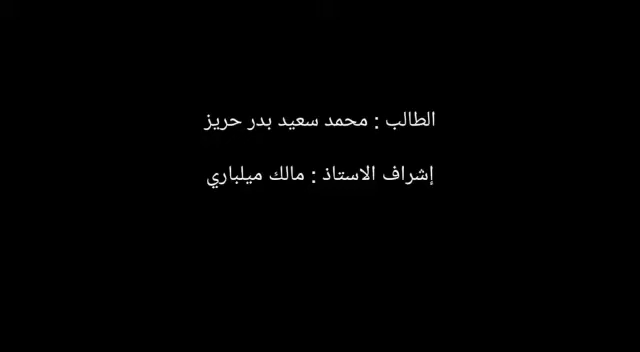 الطالب : محمد سعيد بدر حريز
إشراف الاستاذ : مالك ميلباري